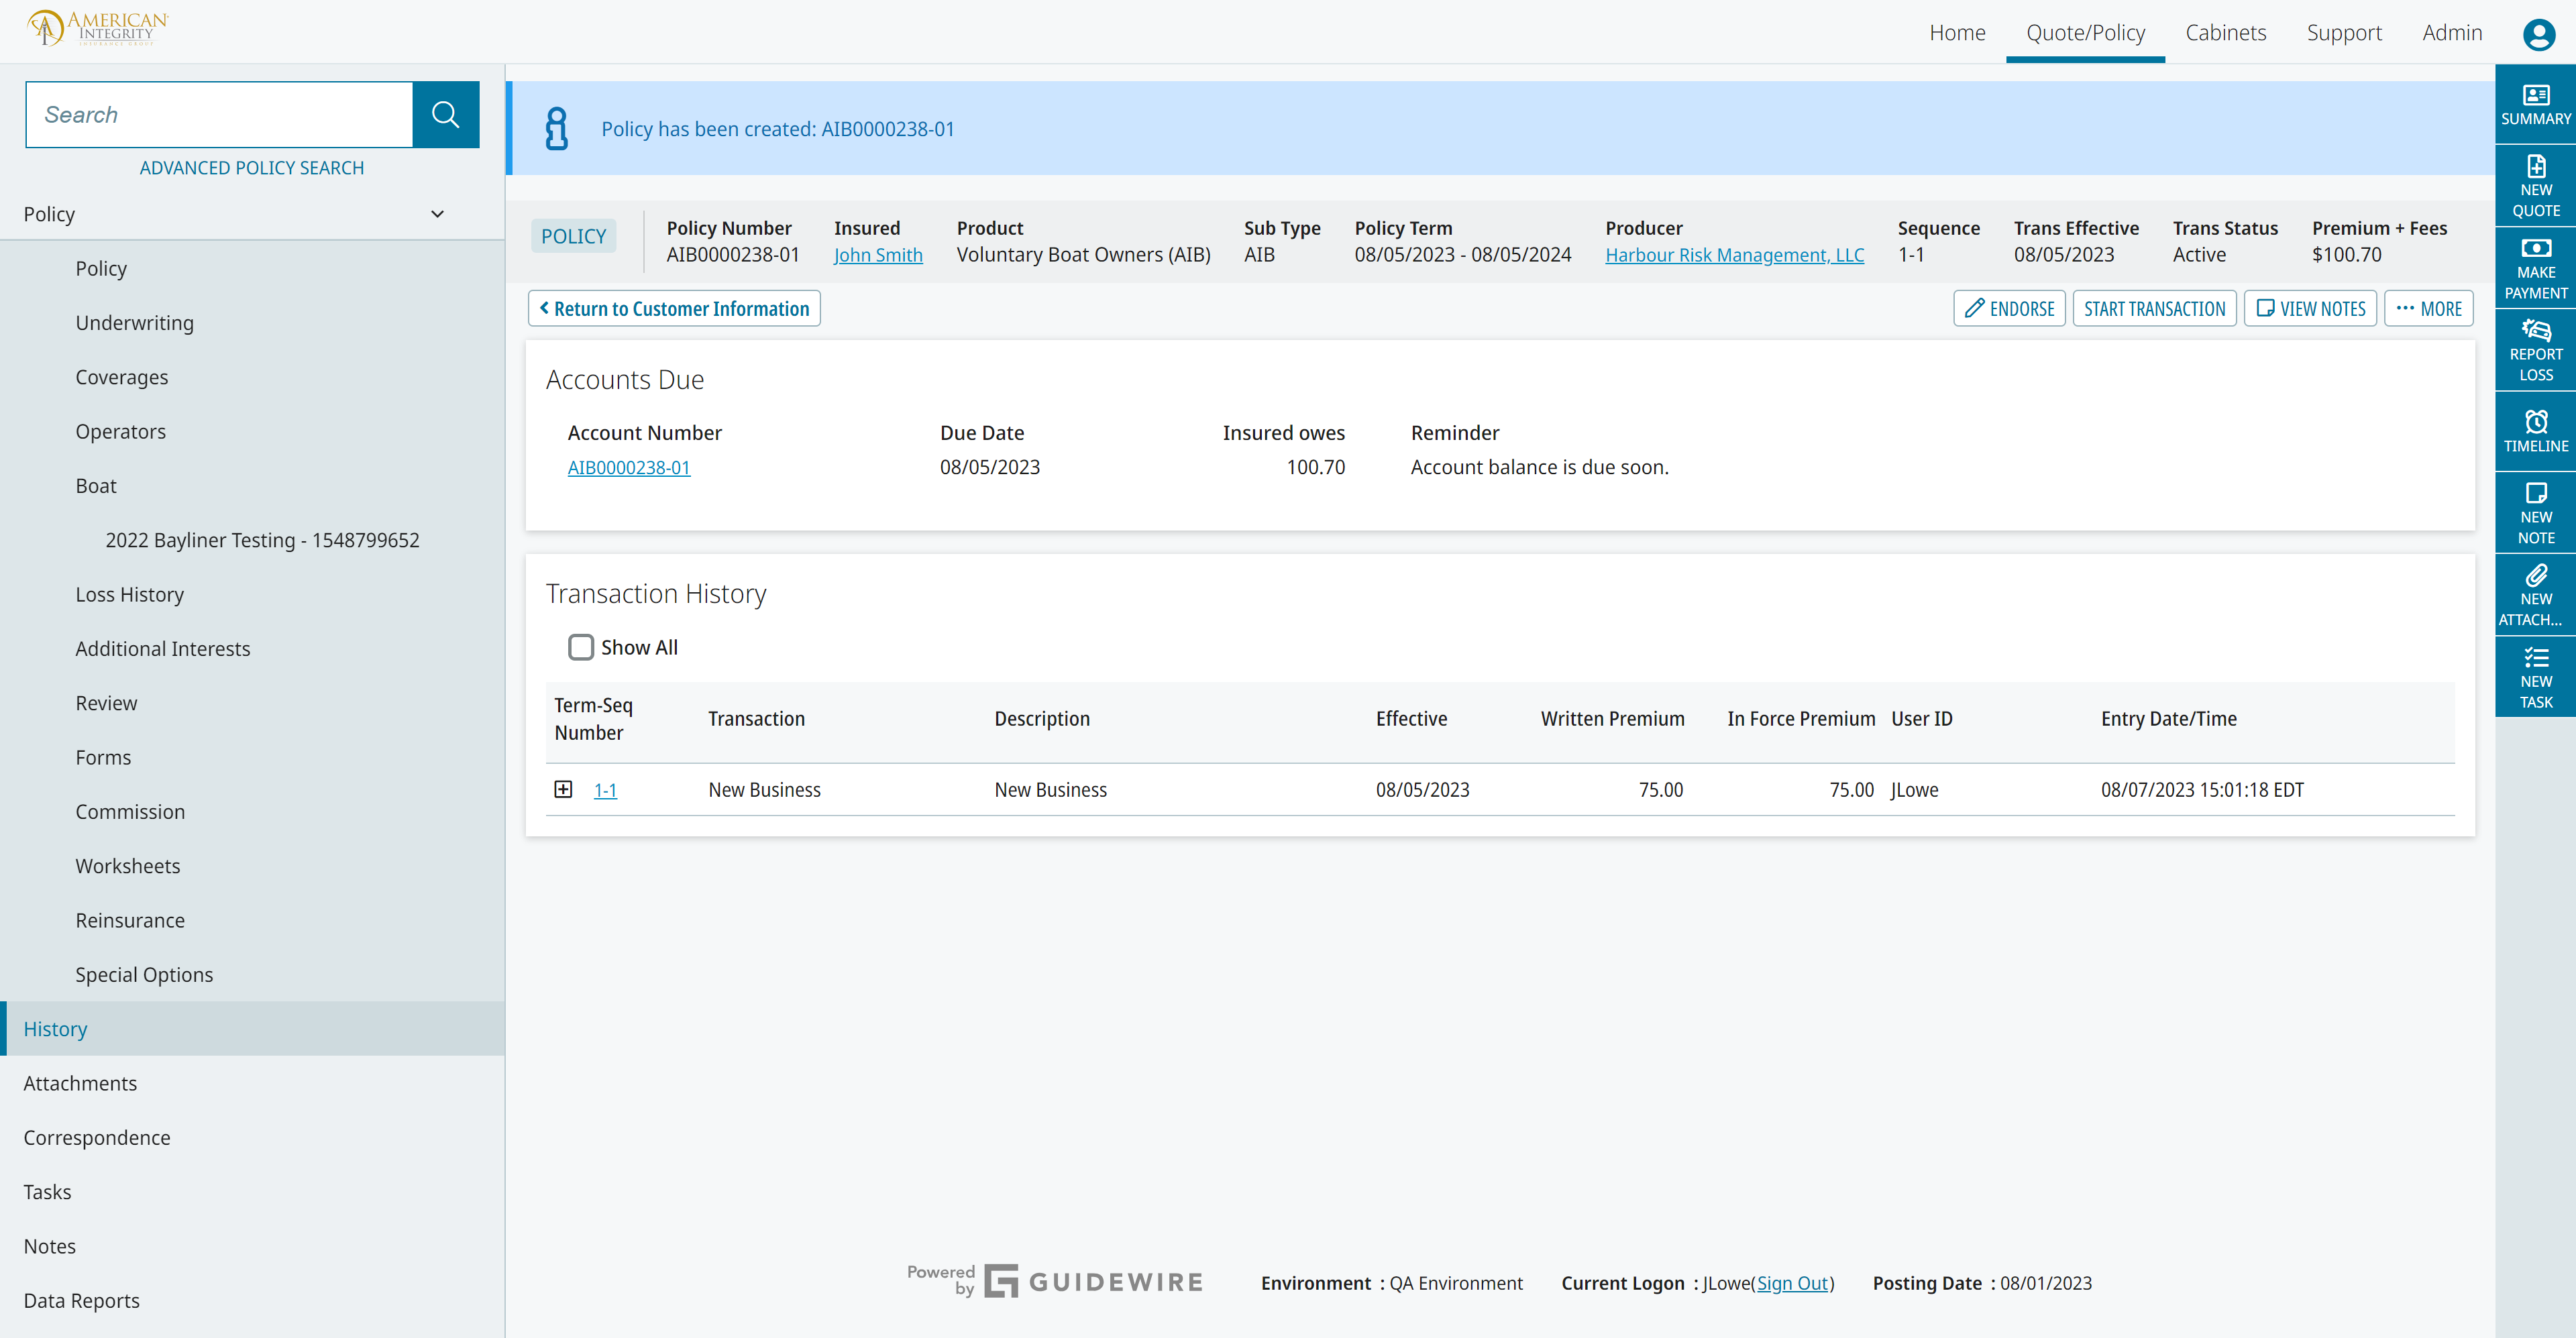 AMERICAN
INTEGRITY
INSURANCE GROUP
Home
Quote/Policy
Cabinets
Support
Admin
Search
ADVANCED POLICY SEARCH
Policy
Policy
Underwriting
Coverages
Operators
Boat
2022 Bayliner Testing - 1548799652
Loss History
Additional Interests
Review
Forms
Commission
Worksheets
Reinsurance
Special Options
History
Attachments
Correspondence
Tasks
Notes
Data Reports
Policy has been created: AIB0000238-01
POLICY
Policy Number Insured Product Sub Type Policy Term Producer Sequence Trans Effective Trans Status Premium + Fees
AIB0000238-01 John Smith Voluntary Boat Owners (AIB) AIB 08/05/2023 - 08/05/2024 Harbour Risk Management, LLC 1-1 08/05/2023 Active $100.70
Return to Customer Information
ENDORSE
START TRANSACTION
VIEW NOTES
MORE
Accounts Due
Account Number Due Date Insured owes Reminder
AIB0000238-01 08/05/2023 100.70 Account balance is due soon.
Transaction History
Show All
Term-Seq
Number Transaction Description Effective Written Premium In Force Premium User ID Entry Date/Time
1-1 New Business New Business 08/05/2023 75.00 75.00 JLowe 08/07/2023 15:01:18 EDT
Powered
by GUIDEWIRE
Environment : QA Environment Current Logon : JLowe(Sign Out) Posting Date : 08/01/2023
SUMMARY
NEW
QUOTE
MAKE
PAYMENT
REPORT
LOSS
TIMELINE
NEW
NOTE
NEW
ATTACH...
NEW
TASK